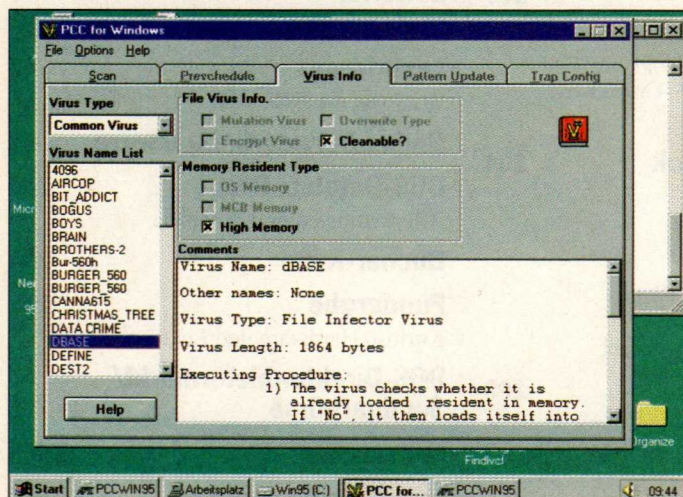 PCC for Windows
File Options Help
Scan
Prevchedule
Virus Info
Pattern Update
Trap Config
Virus Type
Common Virus
Virus Name List
4096
AIRCOP
BIT_ADDICT
BOGUS
BOYS
BRAIN
BROTHERS-2
Bur-560h
BURGER_560
BURGER_560
CANNA615
CHRISTMAS_TREE
DATA CRIME
DBASE
DEFINE
DEST2
Help
File Virus Info.
Mutation Virus
Overwrite Type
Encrypt Virus
Cleanable?
Memory Resident Type
OS Memory
MCB Memory
High Memory
Comments
Virus Name: dBASE
Other names: None
Virus Type: File Infector Virus
Virus Length: 1864 bytes
Executing Procedure:
1) The virus checks whether it is
already loaded resident in memory.
If "No", it then loads itself into
Organize
Start
PCCWIN95
Arbeitsplatz
Win95 (C:)
PCC for...
PCCWIN95
09:44